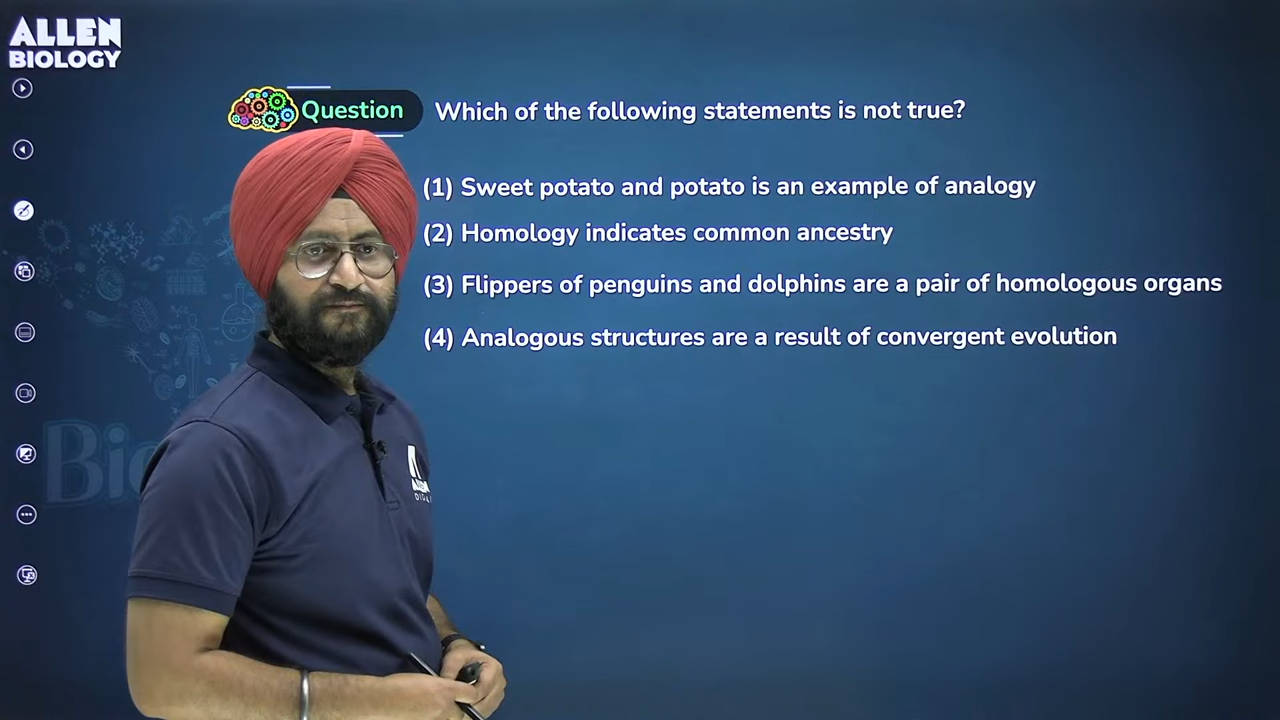 ALLEN
BIOLOGY
Question
Which of the following statements is not true?
(1) Sweet potato and potato is an example of analogy
(2) Homology indicates common ancestry
(3) Flippers of penguins and dolphins are a pair of homologous organs
(4) Analogous structures are a result of convergent evolution
Bio